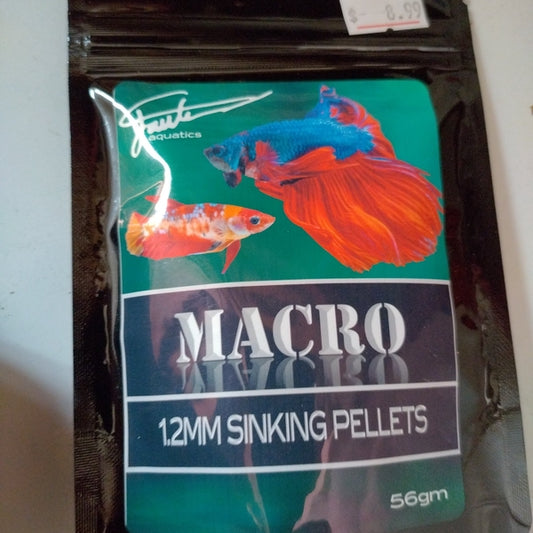 $- 8.99
aquatics
MACRO
1.2MM SINKING PELLETS
56gm